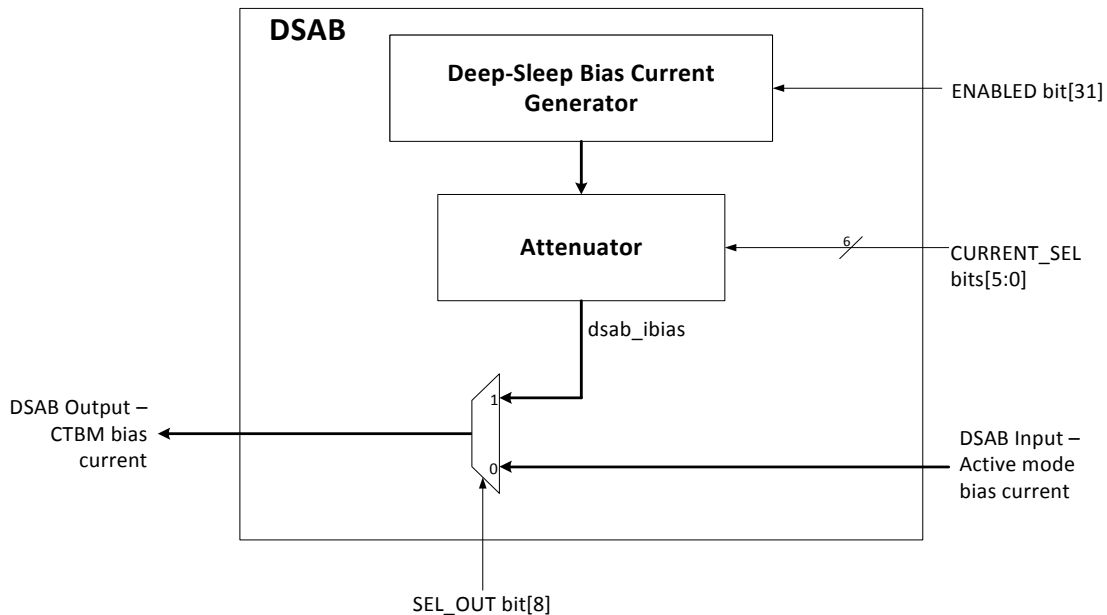 DSAB
Deep-Sleep Bias Current
Generator
ENABLED bit[31]
Attenuator
6
CURRENT_SEL
bits[5:0]
dsab_ibias
1
DSAB Output –
CTBM bias
current
0
DSAB Input –
Active mode
bias current
SEL_OUT bit[8]